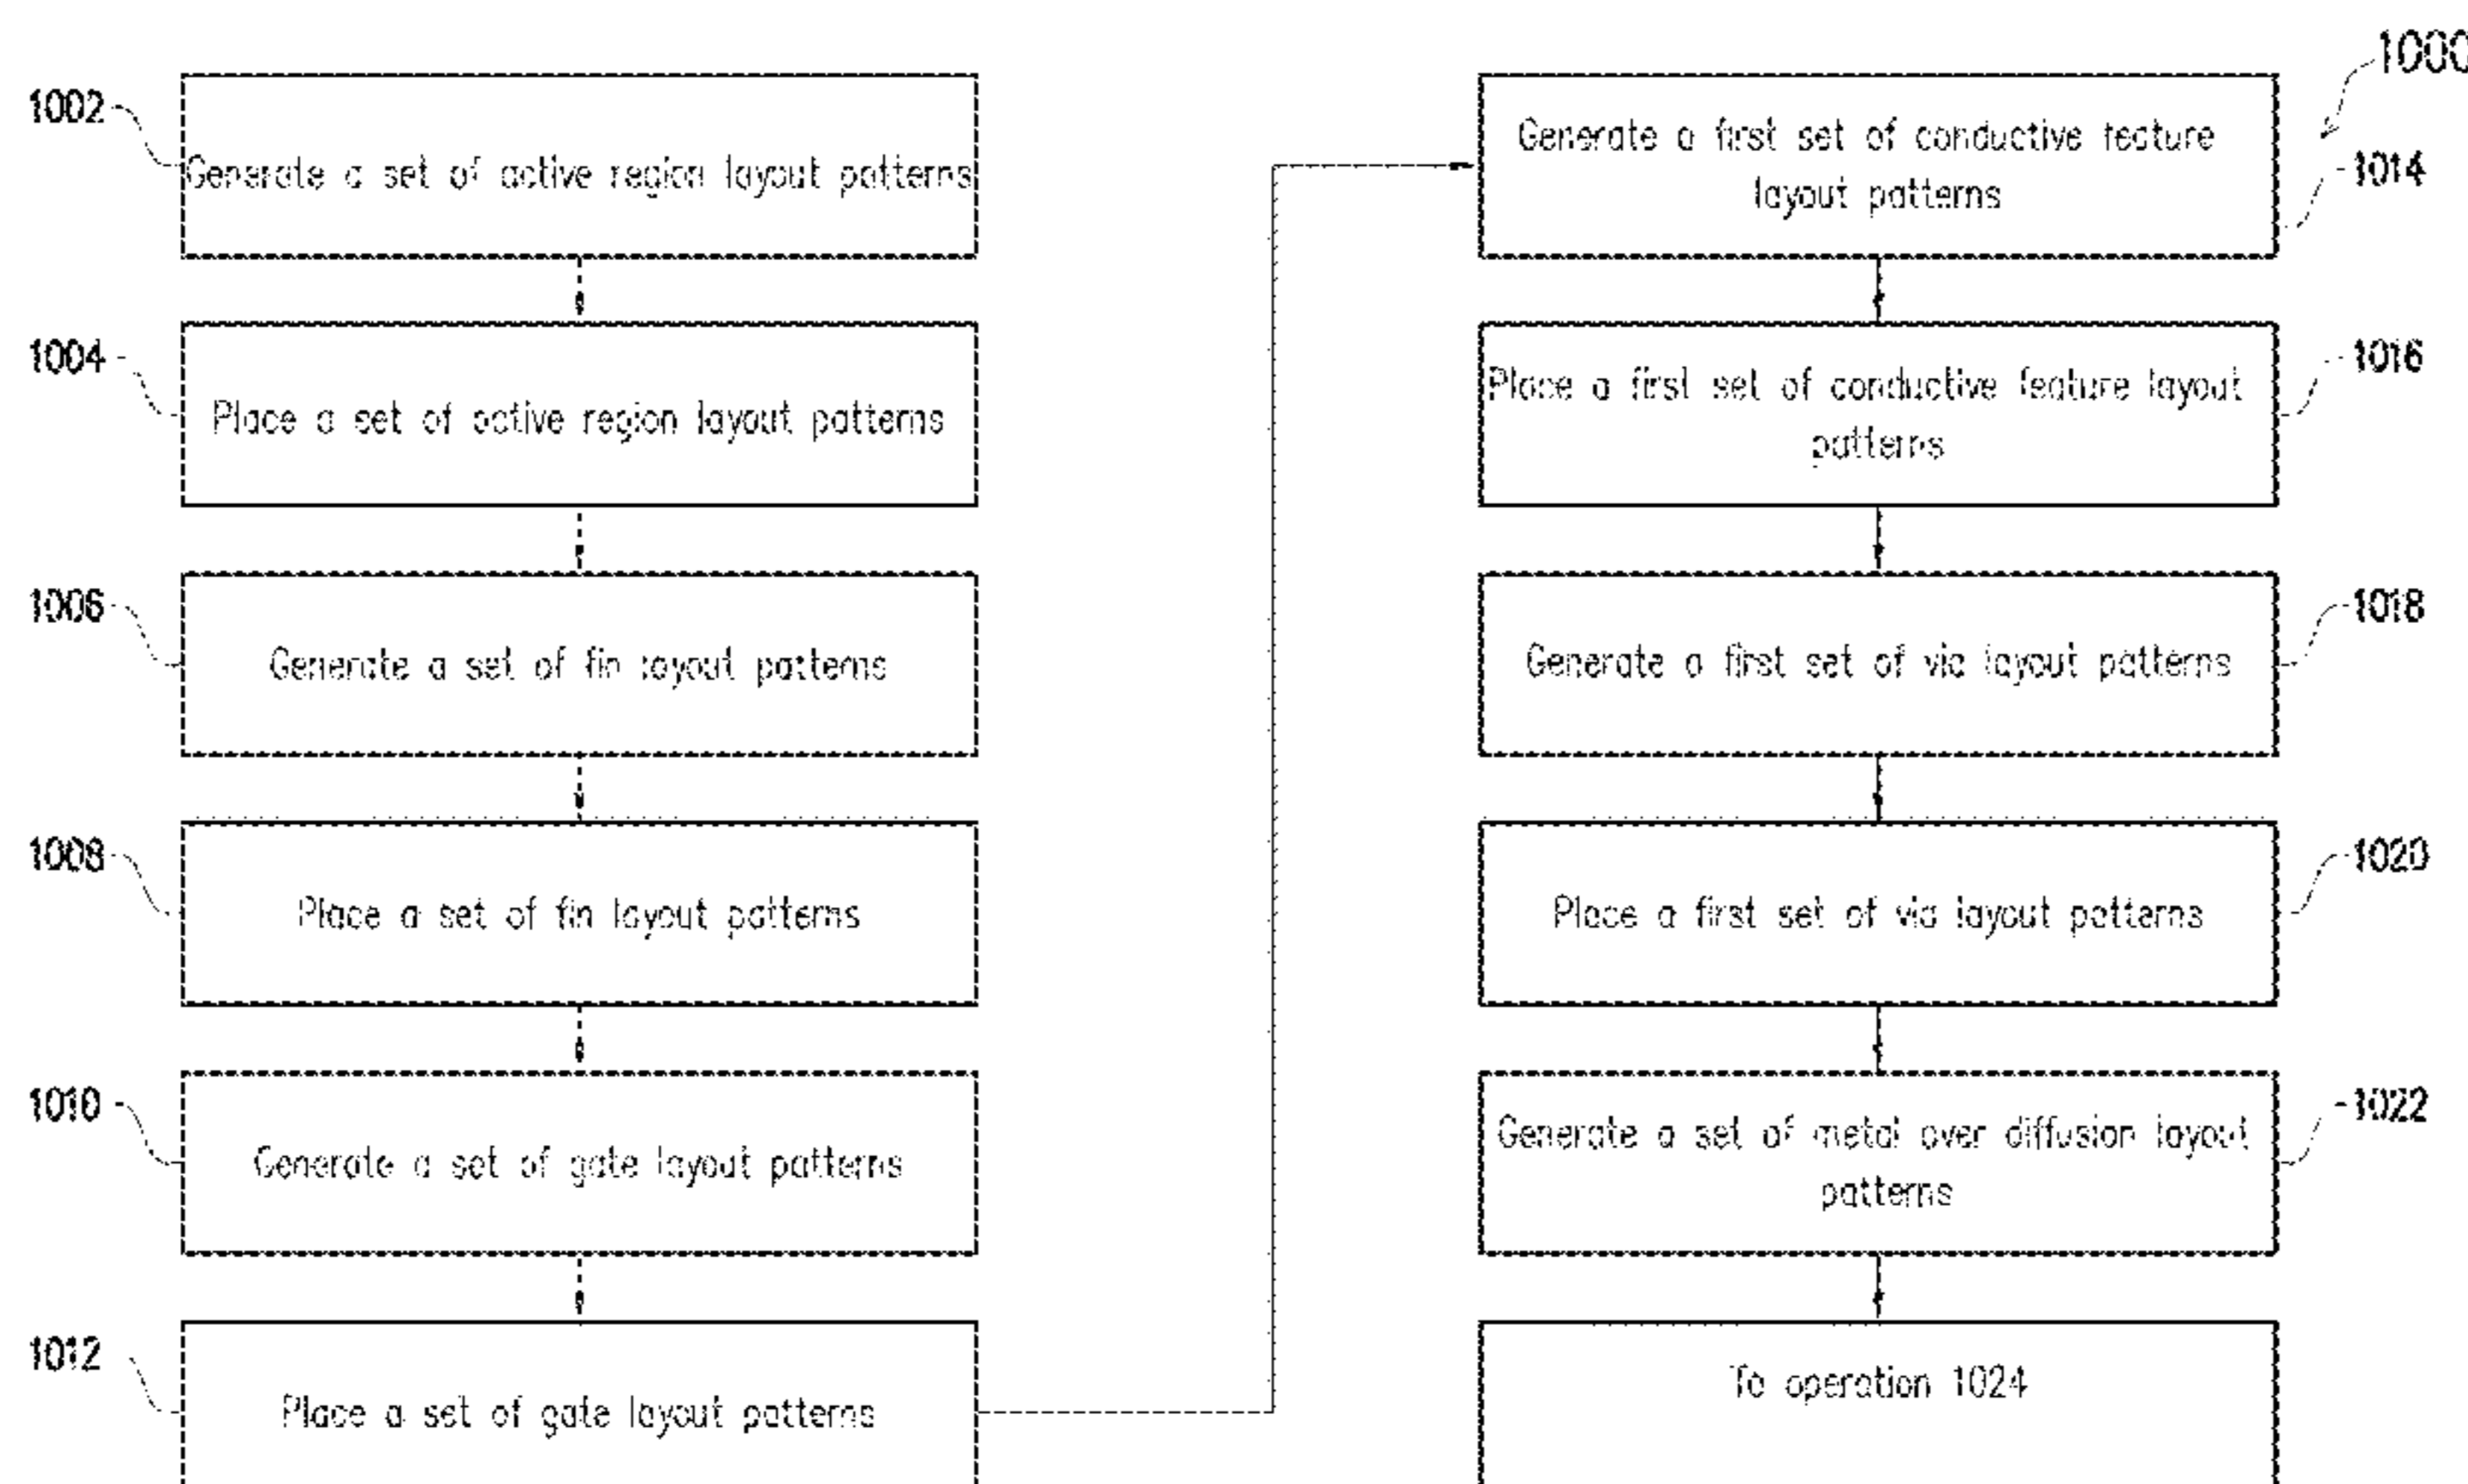 1000
1002
Generate a set of active region layout patterns
1004
Place a set of active region layout patterns
1006
Generate a set of fin layout patterns
1008
Place a set of fin layout patterns
1010
Generate a set of gate layout patterns
1012
Place a set of gate layout patterns
Generate a first set of conductive feature
layout patterns
1014
Place a first set of conductive feature layout
patterns
1016
Generate a first set of via layout patterns
1018
Place a first set of via layout patterns
1020
Generate a set of metal over diffusion layout
patterns
1022
To operation 1024